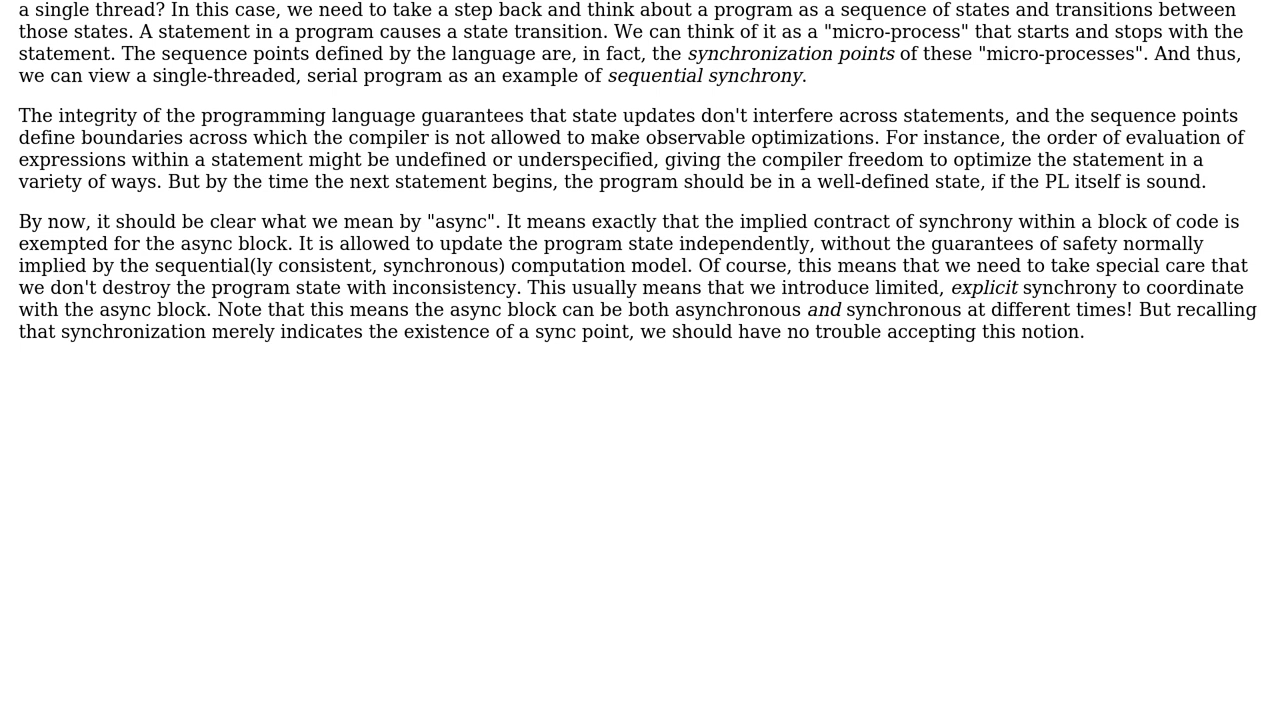 a single thread? In this case, we need to take a step back and think about a program as a sequence of states and transitions between
those states. A statement in a program causes a state transition. We can think of it as a "micro-process" that starts and stops with the
statement. The sequence points defined by the language are, in fact, the synchronization points of these "micro-processes". And thus,
we can view a single-threaded, serial program as an example of sequential synchrony.
The integrity of the programming language guarantees that state updates don't interfere across statements, and the sequence points
define boundaries across which the compiler is not allowed to make observable optimizations. For instance, the order of evaluation of
expressions within a statement might be undefined or underspecified, giving the compiler freedom to optimize the statement in a
variety of ways. But by the time the next statement begins, the program should be in a well-defined state, if the PL itself is sound.
By now, it should be clear what we mean by "async". It means exactly that the implied contract of synchrony within a block of code is
exempted for the async block. It is allowed to update the program state independently, without the guarantees of safety normally
implied by the sequential(ly consistent, synchronous) computation model. Of course, this means that we need to take special care that
we don't destroy the program state with inconsistency. This usually means that we introduce limited, explicit synchrony to coordinate
with the async block. Note that this means the async block can be both asynchronous and synchronous at different times! But recalling
that synchronization merely indicates the existence of a sync point, we should have no trouble accepting this notion.